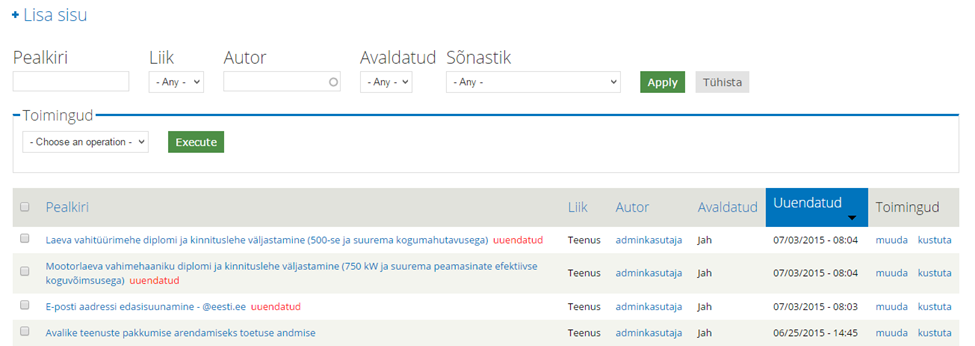 + Lisa sisu
Pealkiri Liik Autor Avaldatud Sõnastik
- Any - - Any - - Any - Apply Tühista
Toimingud
- Choose an operation - Execute
Pealkiri Liik Autor Avaldatud Uuendatud Toimingud
Laeva vahitüürimehe diplomi ja kinnituslehe väljastamine (500-se ja suurema kogumahutavusega) uuendatud Teenus adminkasutaja Jah 07/03/2015 - 08:04 muuda kustuta
Mootorlaeva vahimehaaniku diplomi ja kinnituslehe väljastamine (750 kW ja suurema peamasinate efektiivse
koguvõimsusega) uuendatud Teenus adminkasutaja Jah 07/03/2015 - 08:04 muuda kustuta
E-posti aadressi edasisuunamine - @eesti.ee uuendatud Teenus adminkasutaja Jah 07/03/2015 - 08:03 muuda kustuta
Avalike teenuste pakkumise arendamiseks toetuse andmise Teenus adminkasutaja Jah 06/25/2015 - 14:45 muuda kustuta